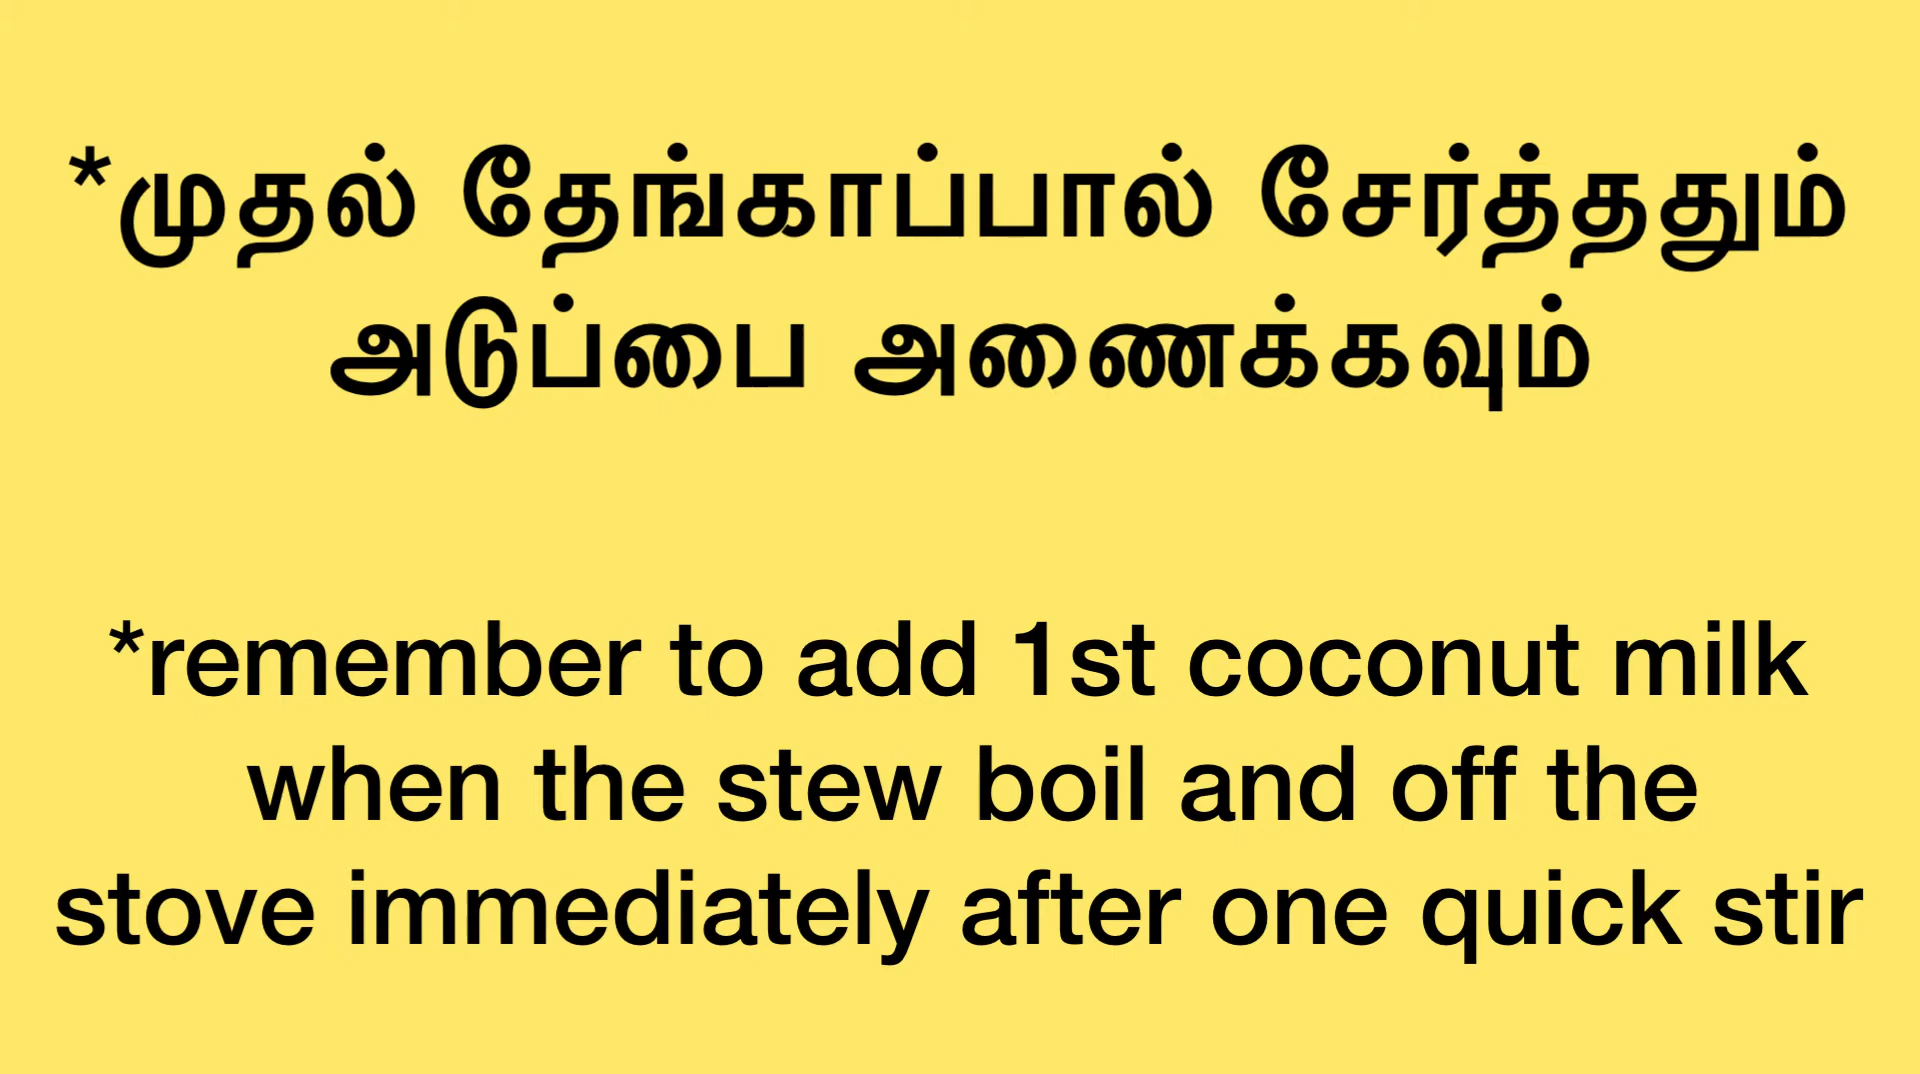 *முதல் தேங்காப்பால் சேர்த்ததும்
அடுப்பை அணைக்கவும்
*remember to add 1st coconut milk
when the stew boil and off the
stove immediately after one quick stir